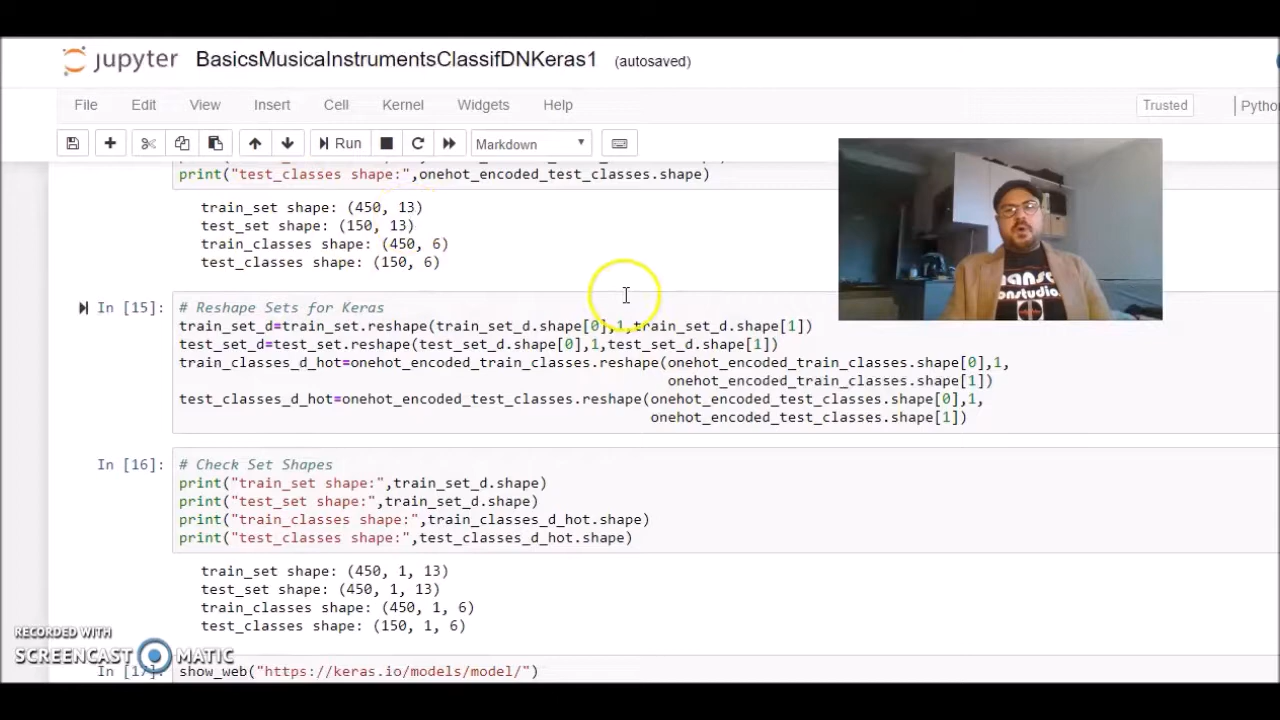 jupyter BasicsMusicaInstrumentsClassifDNKeras1 (autosaved)
File Edit View Insert Cell Kernel Widgets Help Trusted
Run Markdown
print("test_classes shape:",onehot_encoded_test_classes.shape)
train_set shape: (450, 13)
test_set shape: (150, 13)
train_classes shape: (450, 6)
test_classes shape: (150, 6)
In [15]: # Reshape Sets for Keras
train_set_d=train_set.reshape(train_set_d.shape[0],1,train_set_d.shape[1])
test_set_d=test_set.reshape(test_set_d.shape[0],1,test_set_d.shape[1])
train_classes_d_hot=onehot_encoded_train_classes.reshape(onehot_encoded_train_classes.shape[0],1,
onehot_encoded_train_classes.shape[1])
test_classes_d_hot=onehot_encoded_test_classes.reshape(onehot_encoded_test_classes.shape[0],1,
onehot_encoded_test_classes.shape[1])
In [16]: # Check Set Shapes
print("train_set shape:",train_set_d.shape)
print("test_set shape:",train_set_d.shape)
print("train_classes shape:",train_classes_d_hot.shape)
print("test_classes shape:",test_classes_d_hot.shape)
train_set shape: (450, 1, 13)
test_set shape: (450, 1, 13)
train_classes shape: (450, 1, 6)
test_classes shape: (150, 1, 6)
RECORDED WITH
SCREENCAST MATIC
In [17]: show_web("https://keras.io/models/model/")